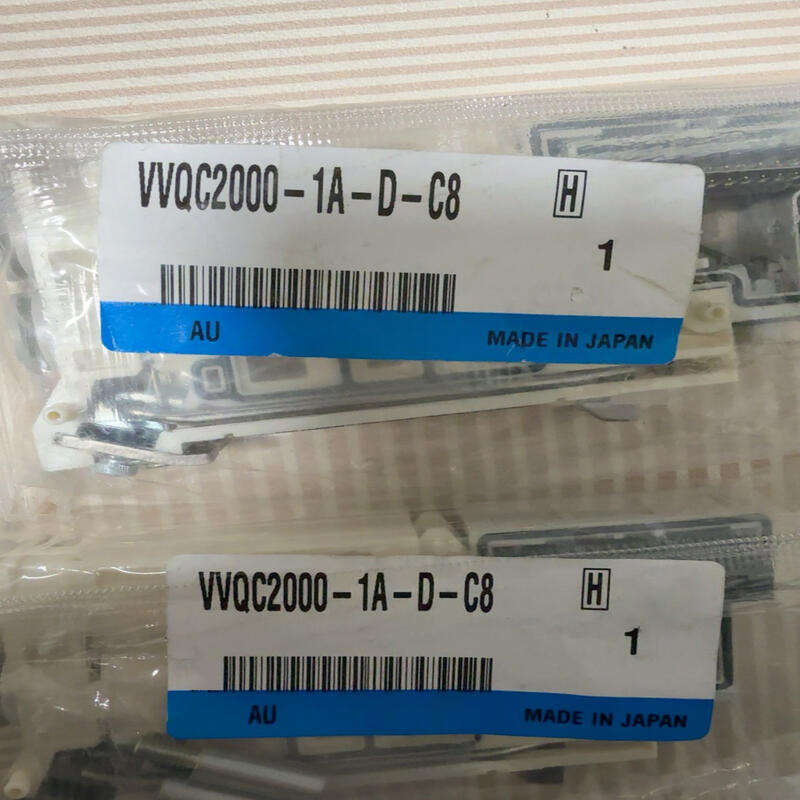 VVQC2000-1A-D-C8 H
1
AU MADE IN JAPAN
VVQC2000-1A-D-C8 H
1
AU MADE IN JAPAN